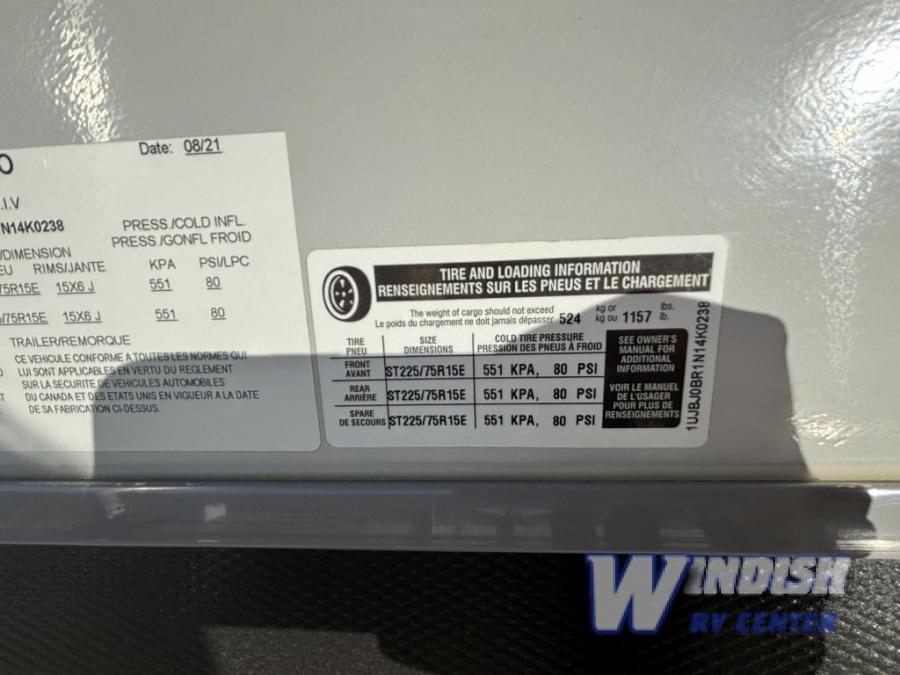 O
Date: 08/21
.I.V
N14K0238
PRESS./COLD INFL.
/DIMENSION PRESS./GONFL FROID
EU RIMS/JANTE KPA PSI/LPC
75R15E 15X6 J 551 80
/75R15E 15X6 J 551 80
TRAILER/REMORQUE
CE VEHICULE CONFORME A TOUTES LES NORMES QUI
LUI SONT APPLICABLES EN VERTU DU REGLEMENT
SUR LA SECURITE DE VEHICULES AUTOMOBILES
DU CANADA ET DES ETATS UNIS EN VIGUEUR A LA DATE
DE SA FABRICATION CI-DESSUS.
TIRE AND LOADING INFORMATION
RENSEIGNEMENTS SUR LES PNEUS ET LE CHARGEMENT
The weight of cargo should not exceed kg or lbs.
Le poids du chargement ne doit jamais dépasser 524 kg ou 1157 lb.
TIRE SIZE COLD TIRE PRESSURE
PNEU DIMENSIONS PRESSION DES PNEUS À FROID
FRONT
AVANT ST225/75R15E 551 KPA, 80 PSI
REAR
ARRIÈRE ST225/75R15E 551 KPA, 80 PSI
SPARE
DE SECOURS ST225/75R15E 551 KPA, 80 PSI
SEE OWNER'S
MANUAL FOR
ADDITIONAL
INFORMATION
VOIR LE MANUEL
DE L'USAGER
POUR PLUS DE
RENSEIGNEMENTS
1UJBJ0BR1N14K0238
WINDISH
RV CENTER